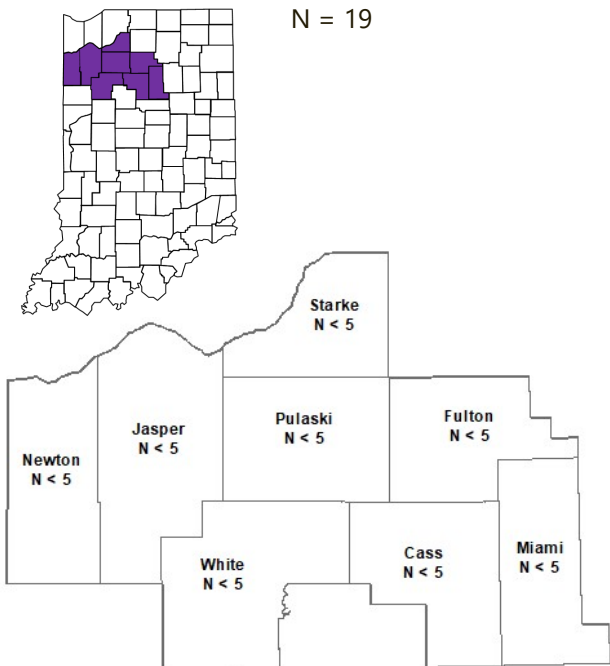 N = 19
Starke
N < 5
Jasper
N < 5
Pulaski
N < 5
Fulton
N < 5
Newton
N < 5
White
N < 5
Cass
N < 5
Miami
N < 5